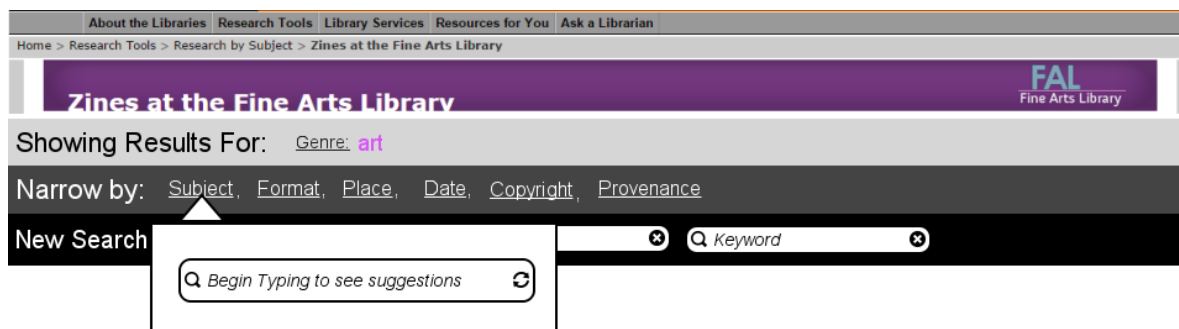 About the Libraries Research Tools Library Services Resources for You Ask a Librarian
Home > Research Tools > Research by Subject > Zines at the Fine Arts Library
FAL
Zines at the Fine Arts Library
Fine Arts Library
Showing Results For: Genre: art
Narrow by: Subject, Format, Place, Date, Copyright, Provenance
New Search Keyword
Begin Typing to see suggestions